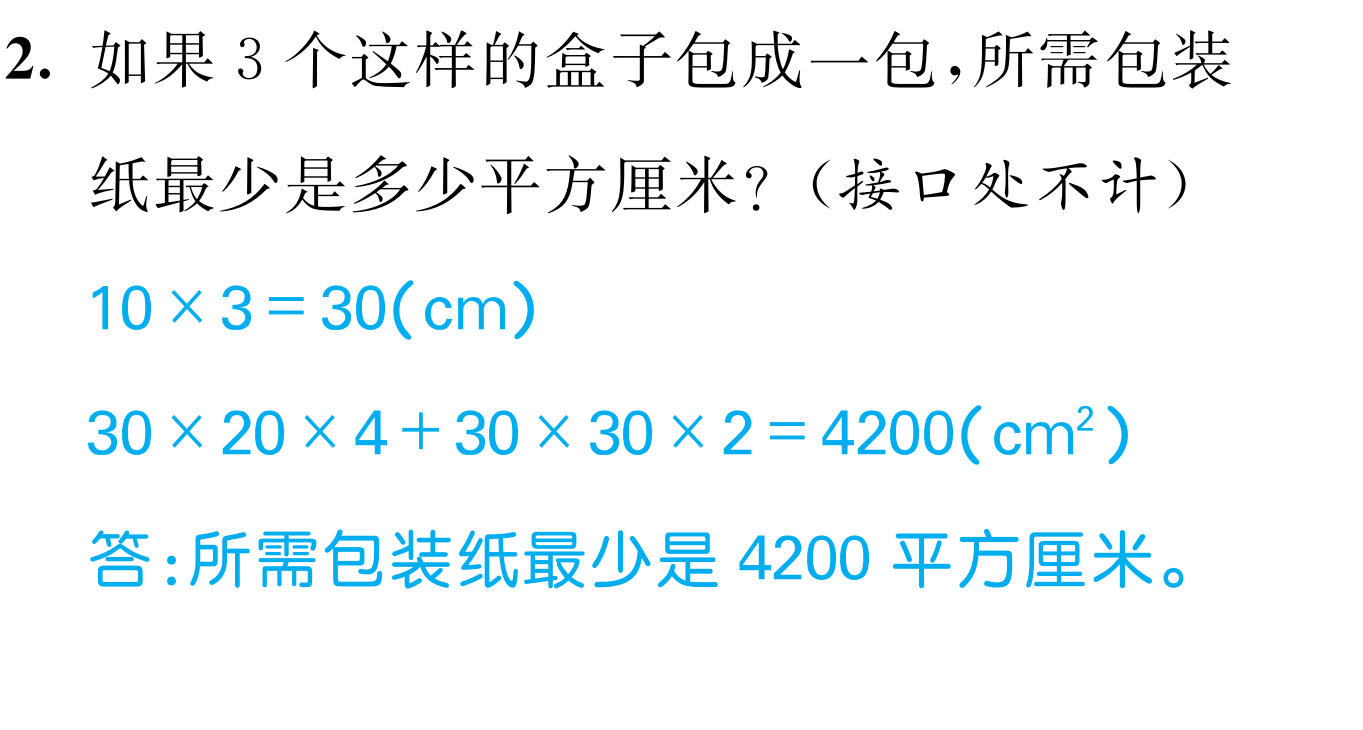 2. 如果 3 个这样的盒子包成一包,所需包装
纸最少是多少平方厘米?(接口处不计)
10×3=30(cm)
30×20×4+30×30×2=4200(cm²)
答:所需包装纸最少是 4200 平方厘米。